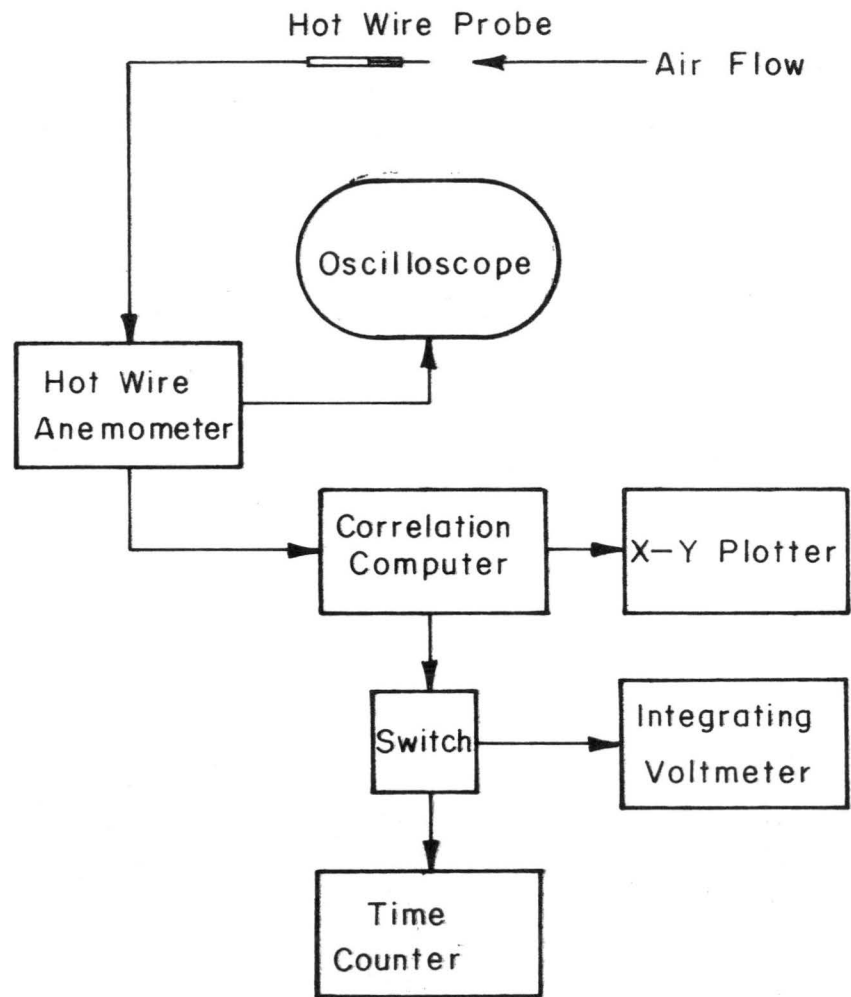 Hot Wire Probe
Air Flow
Oscilloscope
Hot Wire
Anemometer
Correlation
Computer
X-Y Plotter
Switch
Integrating
Voltmeter
Time
Counter